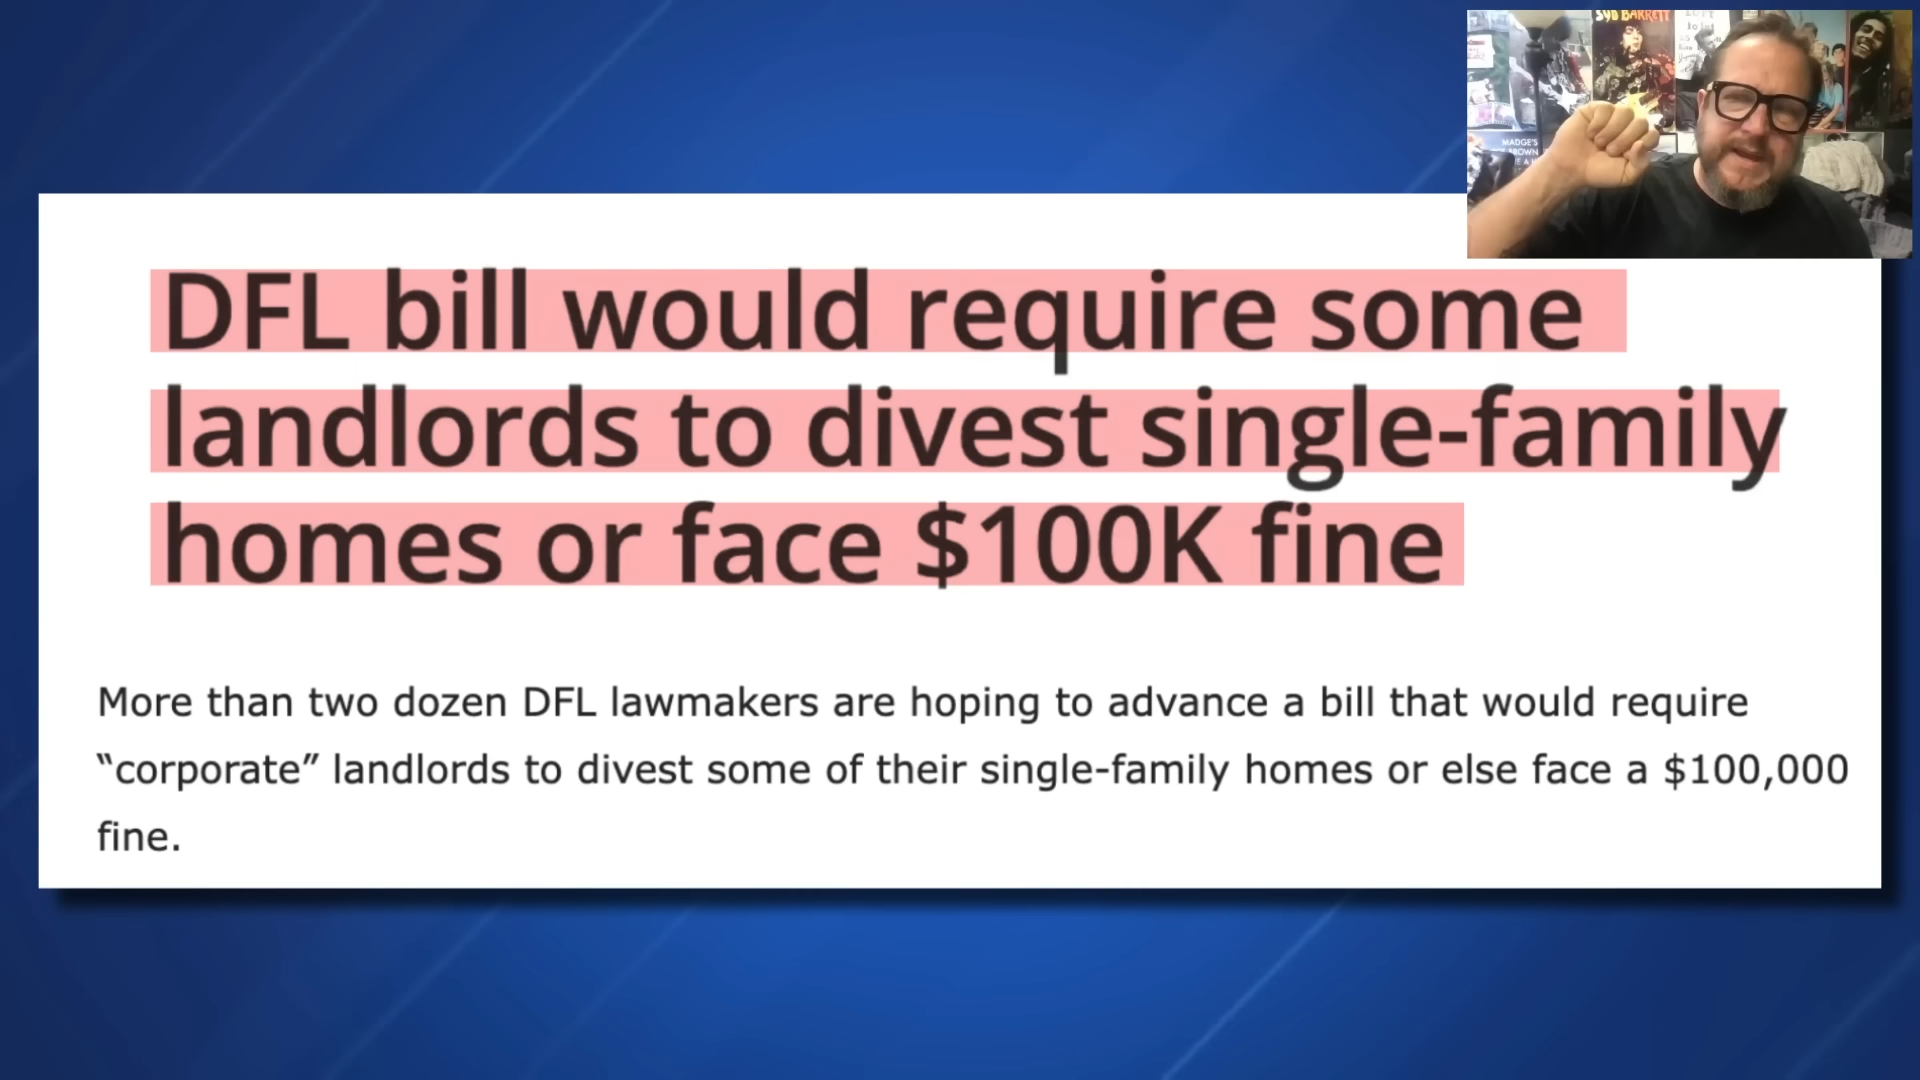 SYD BARRETT
MADGE'S
BROWN
DFL bill would require some
landlords to divest single-family
homes or face $100K fine
More than two dozen DFL lawmakers are hoping to advance a bill that would require
“corporate” landlords to divest some of their single-family homes or else face a $100,000
fine.